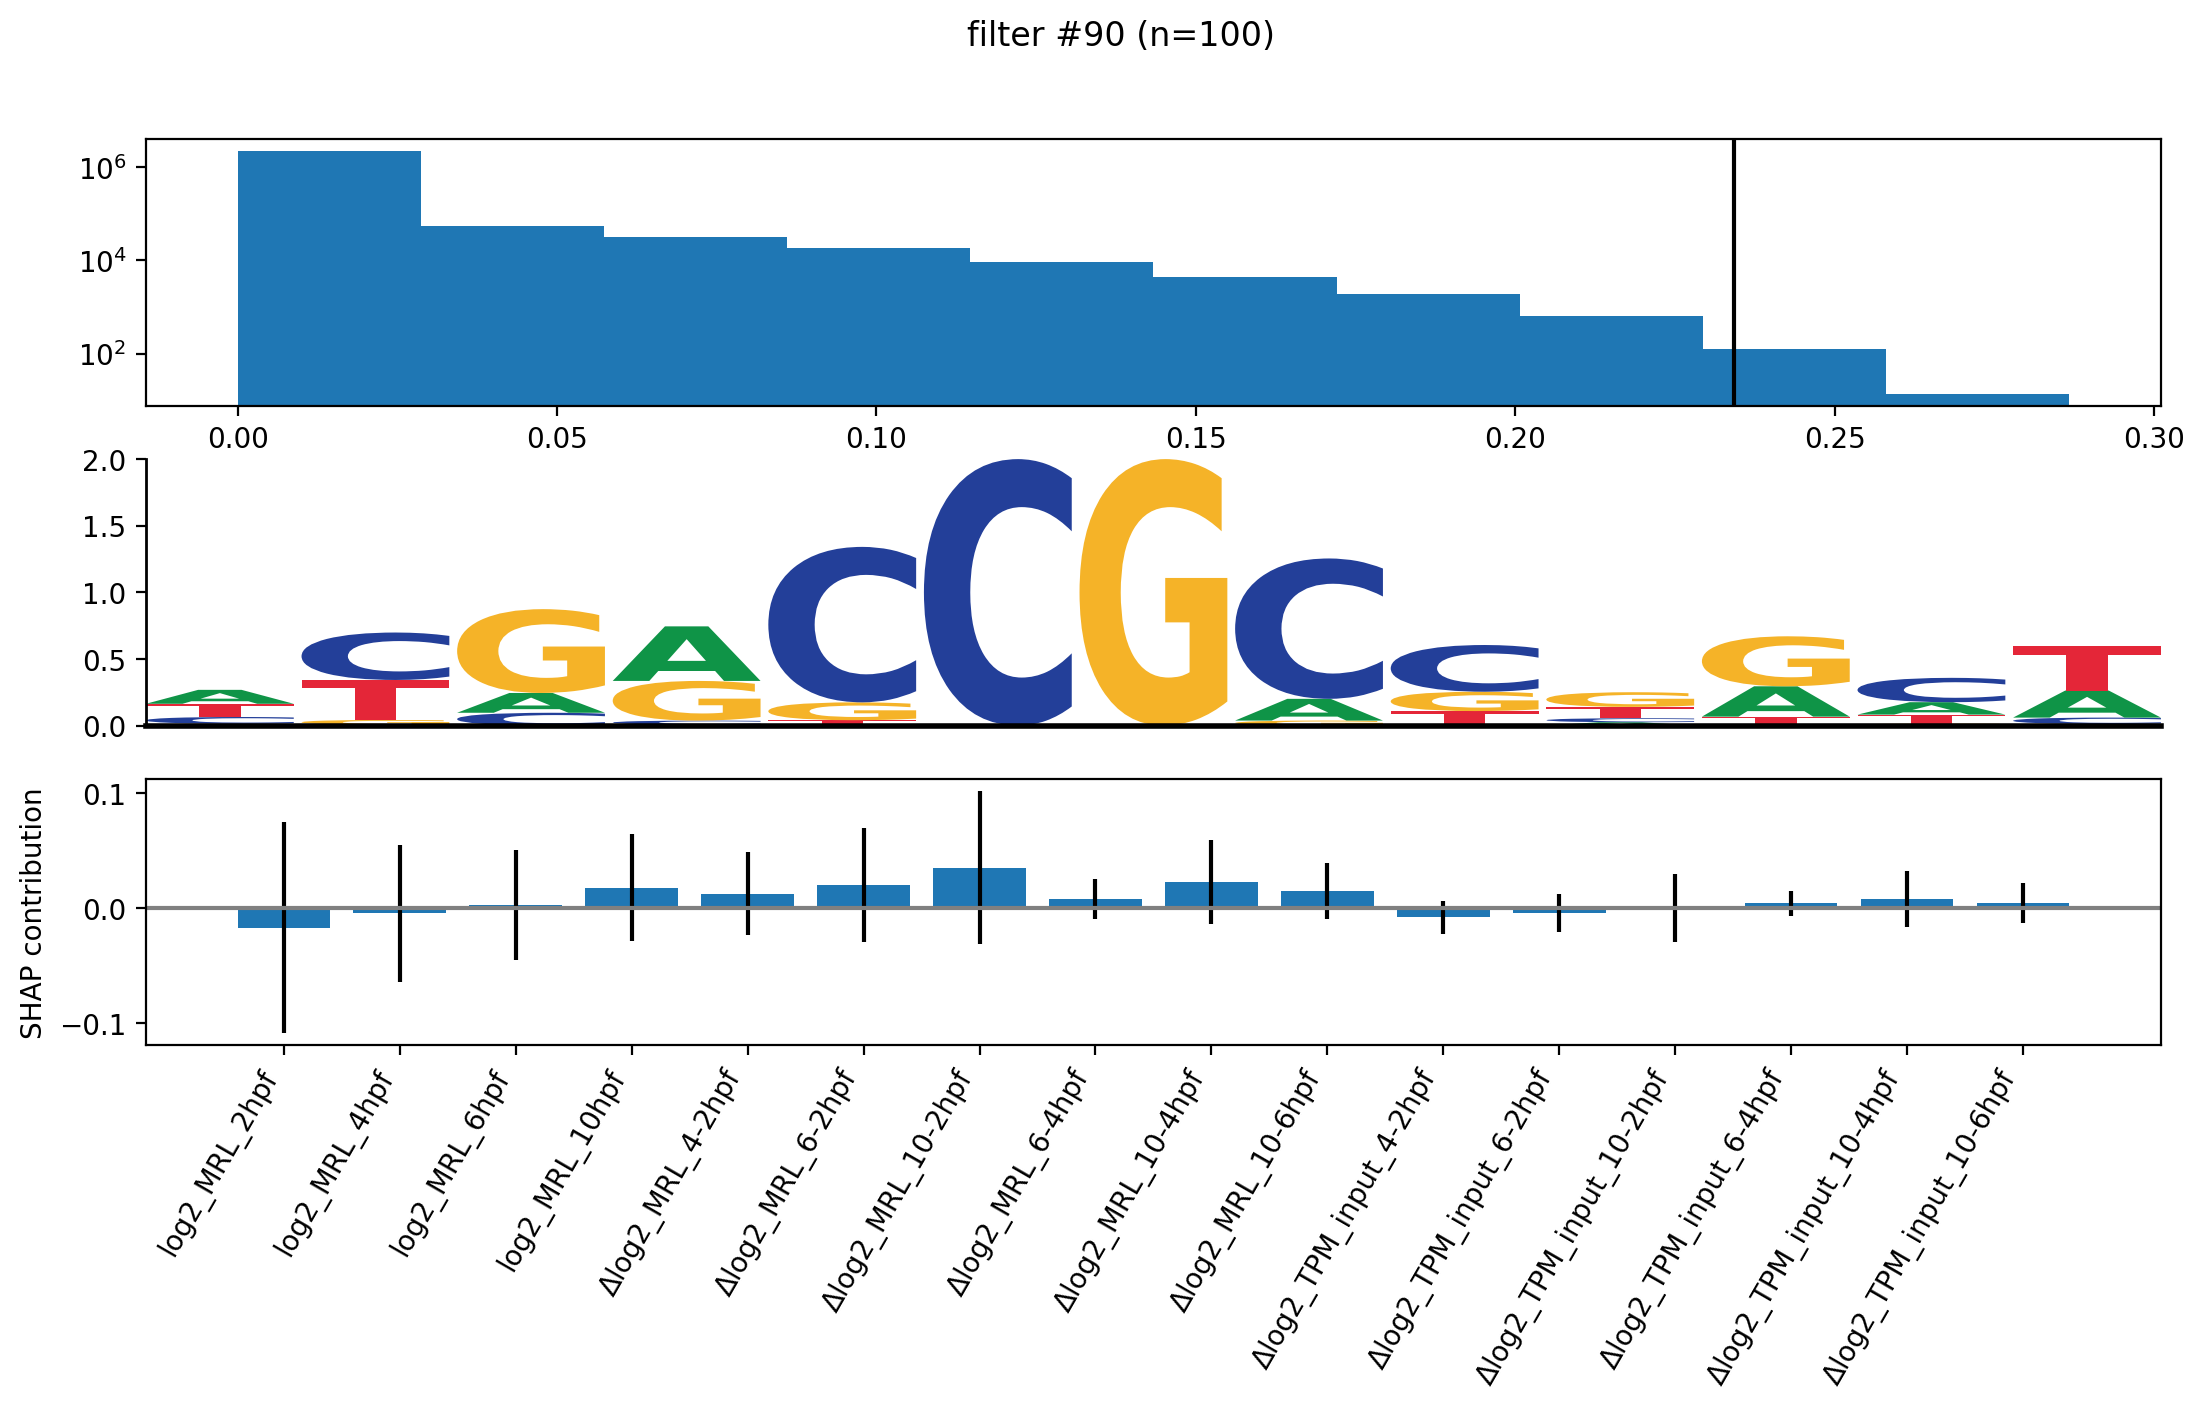 filter #90 (n=100)
10⁶
10⁴
10²
0.00 0.05 0.10 0.15 0.20 0.25 0.30
2.0
1.5
1.0
0.5
0.0
A T C
C T G
G A C
A G C
C G T
C
G
C A G
C G T
G T C A
G A T
C A T
T A C
SHAP contribution
0.1
0.0
−0.1
log2_MRL_2hpf
log2_MRL_4hpf
log2_MRL_6hpf
log2_MRL_10hpf
Δlog2_MRL_4-2hpf
Δlog2_MRL_6-2hpf
Δlog2_MRL_10-2hpf
Δlog2_MRL_6-4hpf
Δlog2_MRL_10-4hpf
Δlog2_MRL_10-6hpf
Δlog2_TPM_input_4-2hpf
Δlog2_TPM_input_6-2hpf
Δlog2_TPM_input_10-2hpf
Δlog2_TPM_input_6-4hpf
Δlog2_TPM_input_10-4hpf
Δlog2_TPM_input_10-6hpf